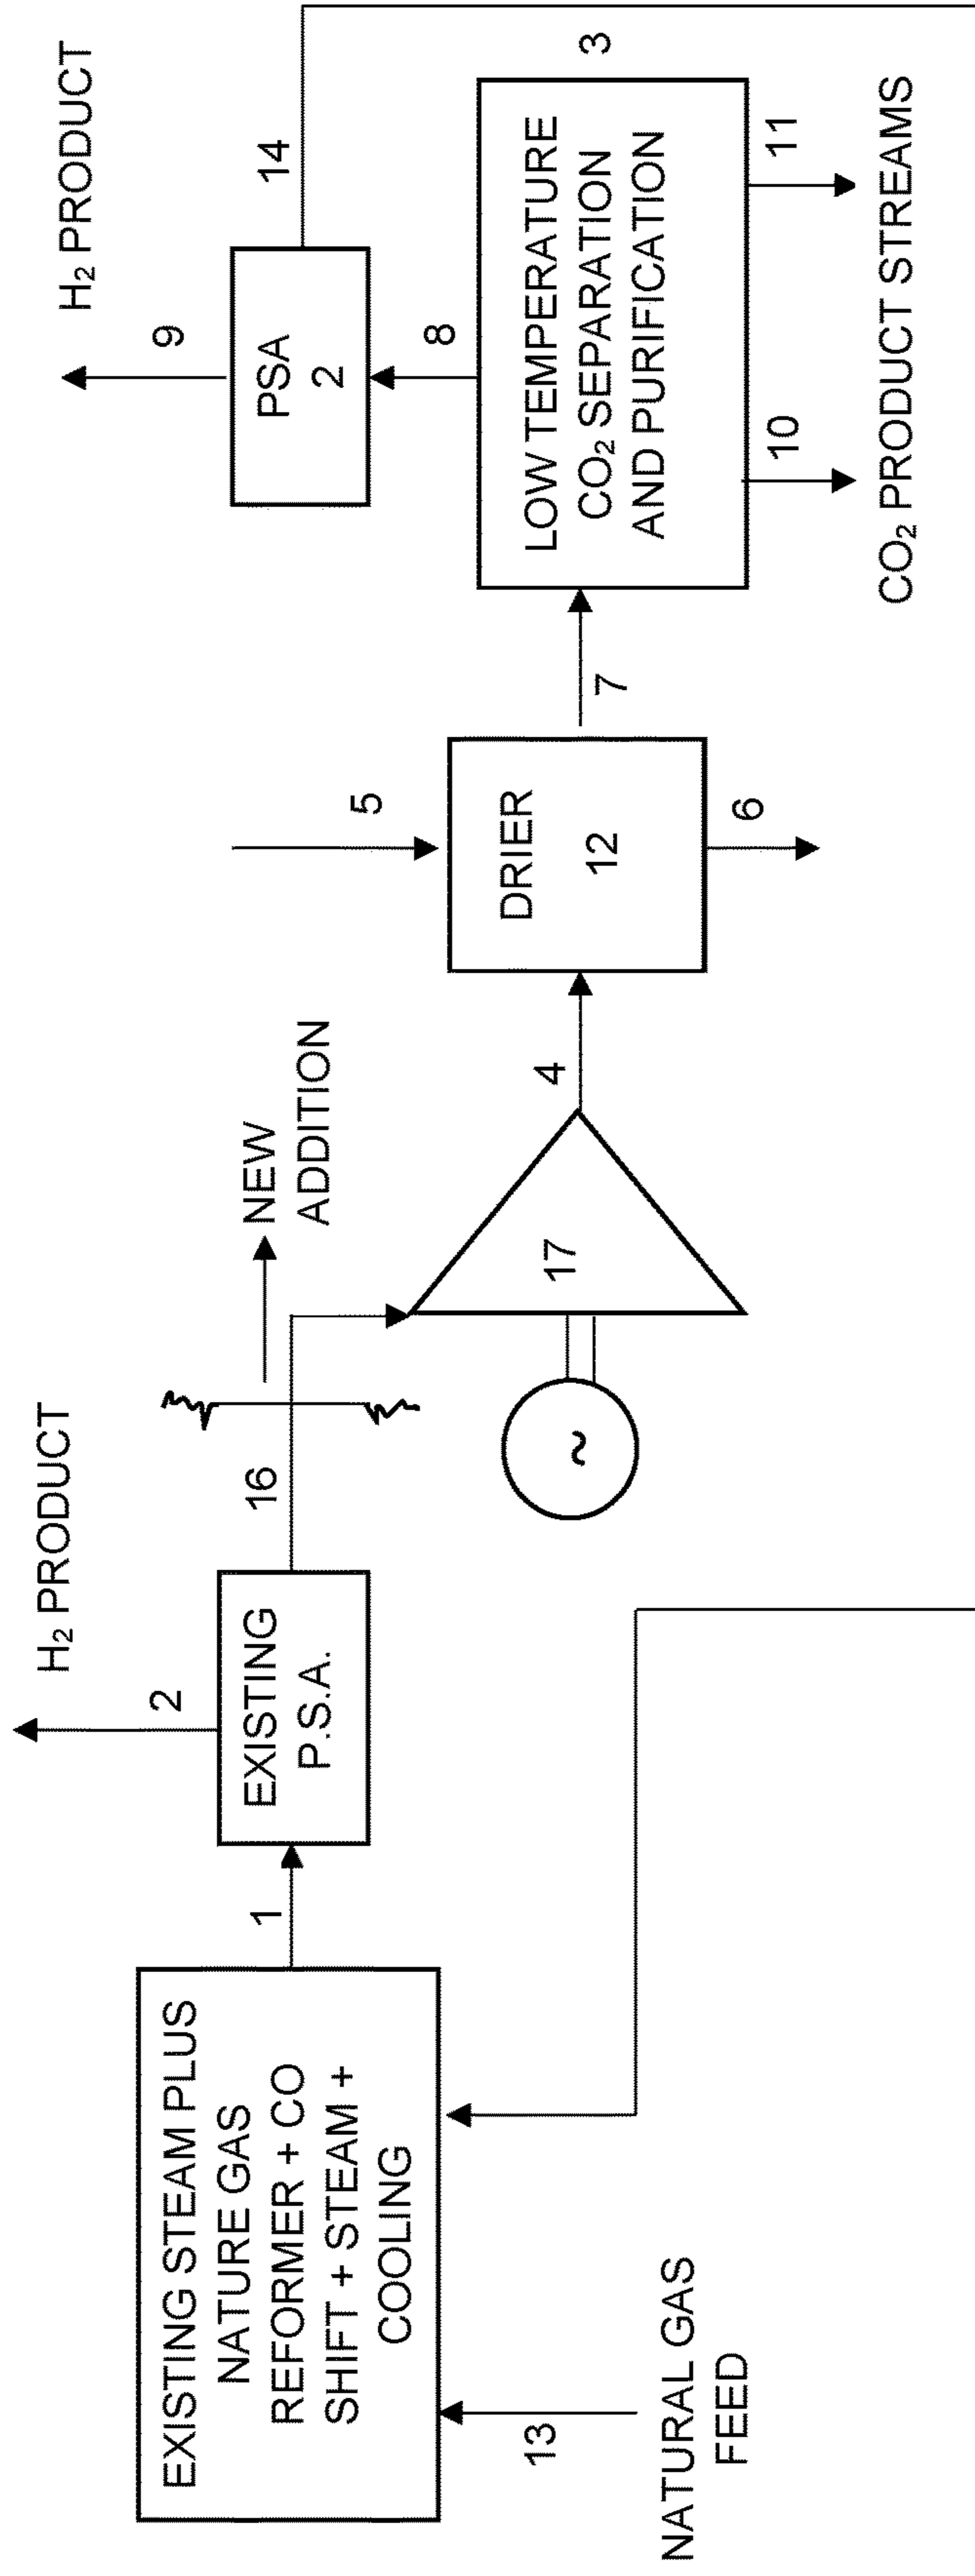 EXISTING STEAM PLUS
NATURE GAS
REFORMER + CO
SHIFT + STEAM +
COOLING
13
NATURAL GAS
FEED
1
EXISTING
P.S.A.
2
H₂ PRODUCT
16
NEW
ADDITION
~
17
4
DRIER
12
5
6
7
LOW TEMPERATURE
CO₂ SEPARATION
AND PURIFICATION
3
8
PSA
2
9
H₂ PRODUCT
14
10
11
CO₂ PRODUCT STREAMS